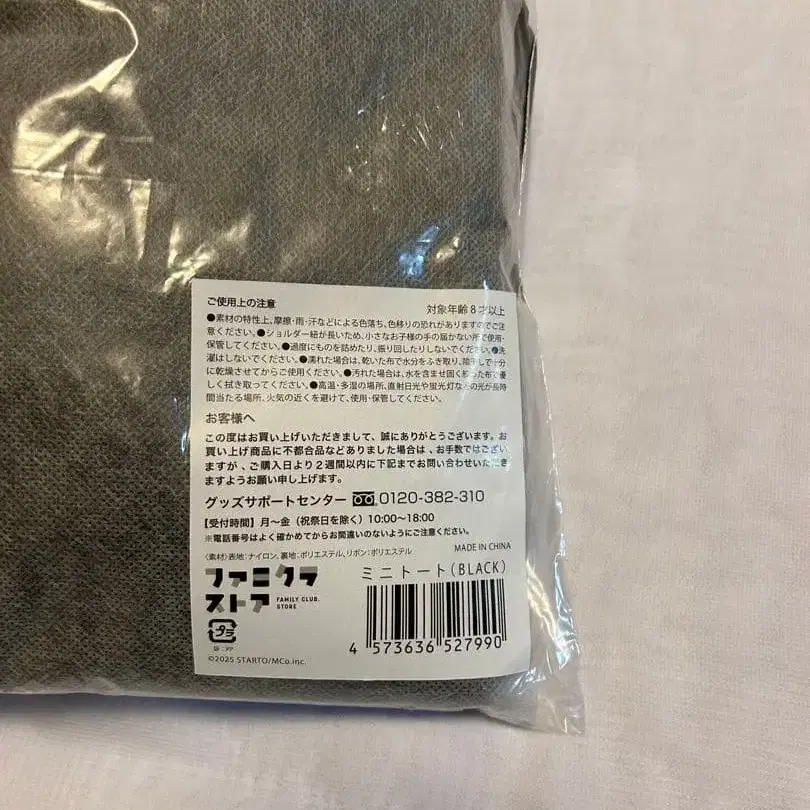 ご使用上の注意
対象年齢8才以上
●素材の特性上、摩擦・雨・汗などによる色落ち、色移りの恐れがありますのでご注
意ください。●ショルダー紐が長いため、小さなお子様の手の届かない所で使用・
保管してください。●過度にものを詰めたり、振り回したりしないでください。●洗
濯はしないでください。●濡れた場合は、乾いた布で水分をふき取り、陰干しで十分
に乾燥させてからご使用ください。●汚れた場合は、水を含ませ固く絞った布で優
しく拭き取ってください。●高温・多湿の場所、直射日光や蛍光灯などの光が長時
間当たる場所、火気の近くを避けて、使用・保管してください。
お客様へ
この度はお買い上げいただきまして、誠にありがとうございます。お
買い上げ商品に不都合品などありました場合は、お手数ではござい
ますが、ご購入日より2週間以内に下記までお問い合わせいただき
ますようお願い申し上げます。
グッズサポートセンター 0120-382-310
【受付時間】月〜金(祝祭日を除く)10:00〜18:00
※電話番号はよく確かめてからお間違いのないようにご注意ください。
〈素材〉表地:ナイロン、裏地:ポリエステル、リボン:ポリエステル
MADE IN CHINA
ファミクラ
ストア
FAMILY CLUB.
STORE
ミニトート(BLACK)
プラ
袋:PP
4 573636 527990
©2025 STARTO/MCo.inc.